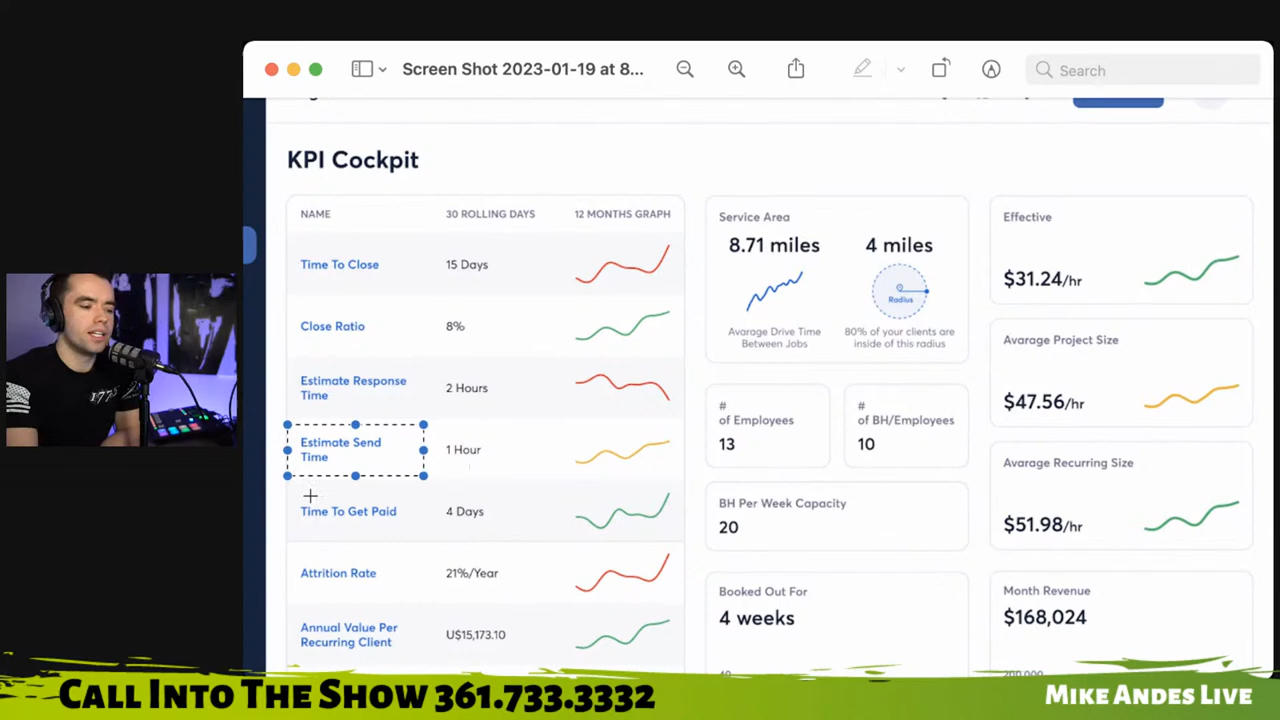 Screen Shot 2023-01-19 at 8...
Search
KPI Cockpit
NAME
30 ROLLING DAYS
12 MONTHS GRAPH
Time To Close
15 Days
Close Ratio
8%
Estimate Response
Time
2 Hours
Estimate Send
Time
1 Hour
Time To Get Paid
4 Days
Attrition Rate
21%/Year
Annual Value Per
Recurring Client
U$15,173.10
Service Area
8.71 miles
4 miles
Radius
Avarage Drive Time
Between Jobs
80% of your clients are
inside of this radius
#
of Employees
13
#
of BH/Employees
10
BH Per Week Capacity
20
Booked Out For
4 weeks
Effective
$31.24/hr
Avarage Project Size
$47.56/hr
Avarage Recurring Size
$51.98/hr
Month Revenue
$168,024
1775
CALL INTO THE SHOW 361.733.3332
MIKE ANDES LIVE